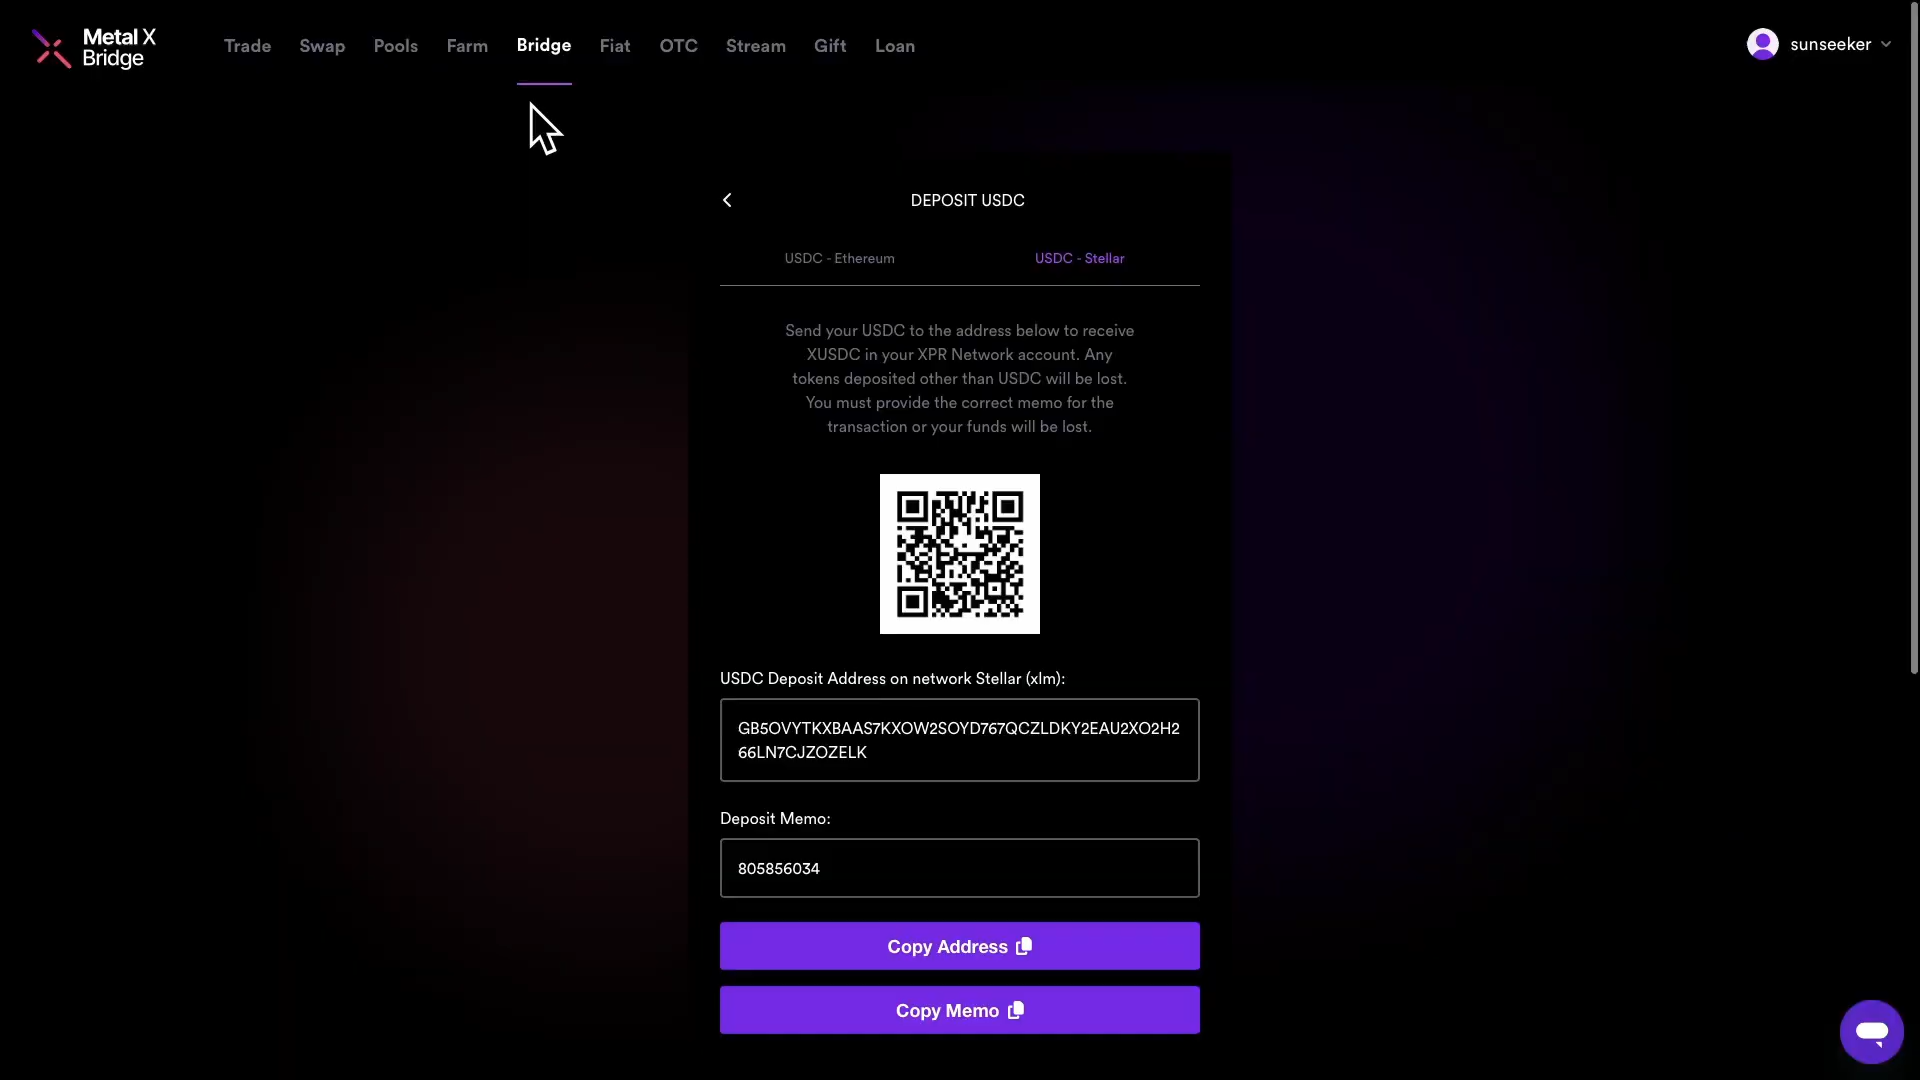 Metal X
Bridge
Trade Swap Pools Farm Bridge Fiat OTC Stream Gift Loan
sunseeker
DEPOSIT USDC
USDC - Ethereum
USDC - Stellar
Send your USDC to the address below to receive
XUSDC in your XPR Network account. Any
tokens deposited other than USDC will be lost.
You must provide the correct memo for the
transaction or your funds will be lost.
USDC Deposit Address on network Stellar (xlm):
GB5OVYTKXBAAS7KXOW2SOYD767QCZLDKY2EAU2XO2H2
66LN7CJZOZELK
Deposit Memo:
805856034
Copy Address
Copy Memo